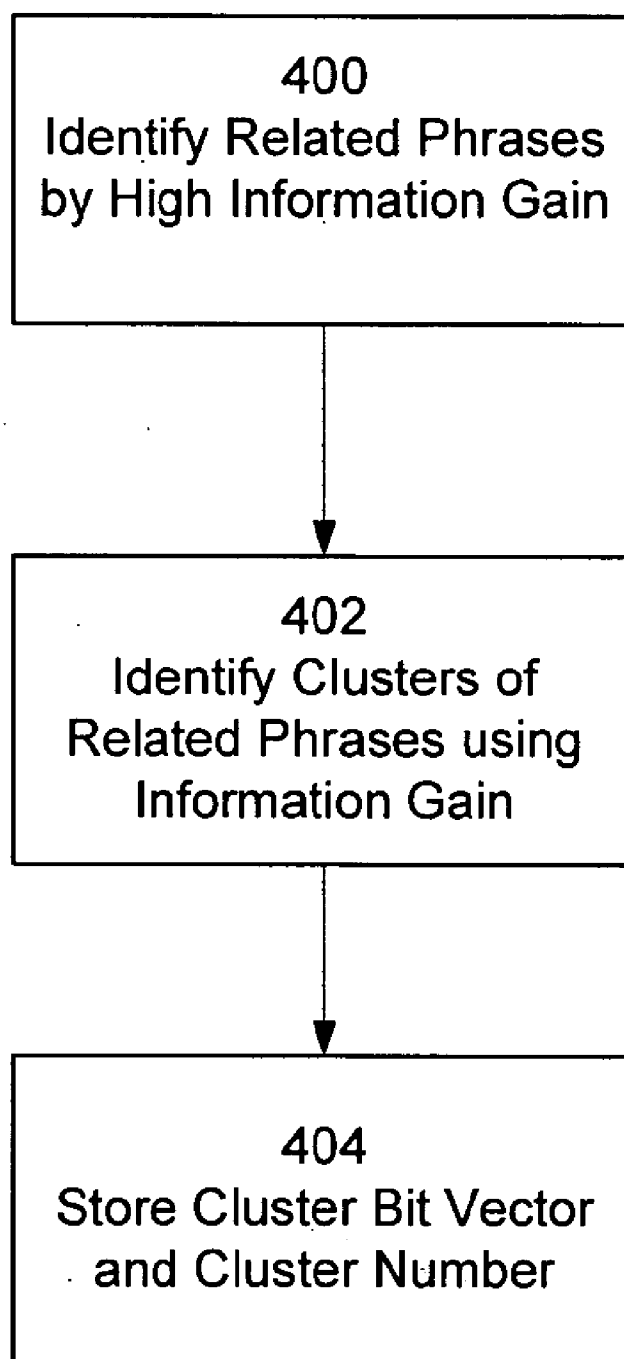 400
Identify Related Phrases
by High Information Gain
402
Identify Clusters of
Related Phrases using
Information Gain
404
Store Cluster Bit Vector
and Cluster Number